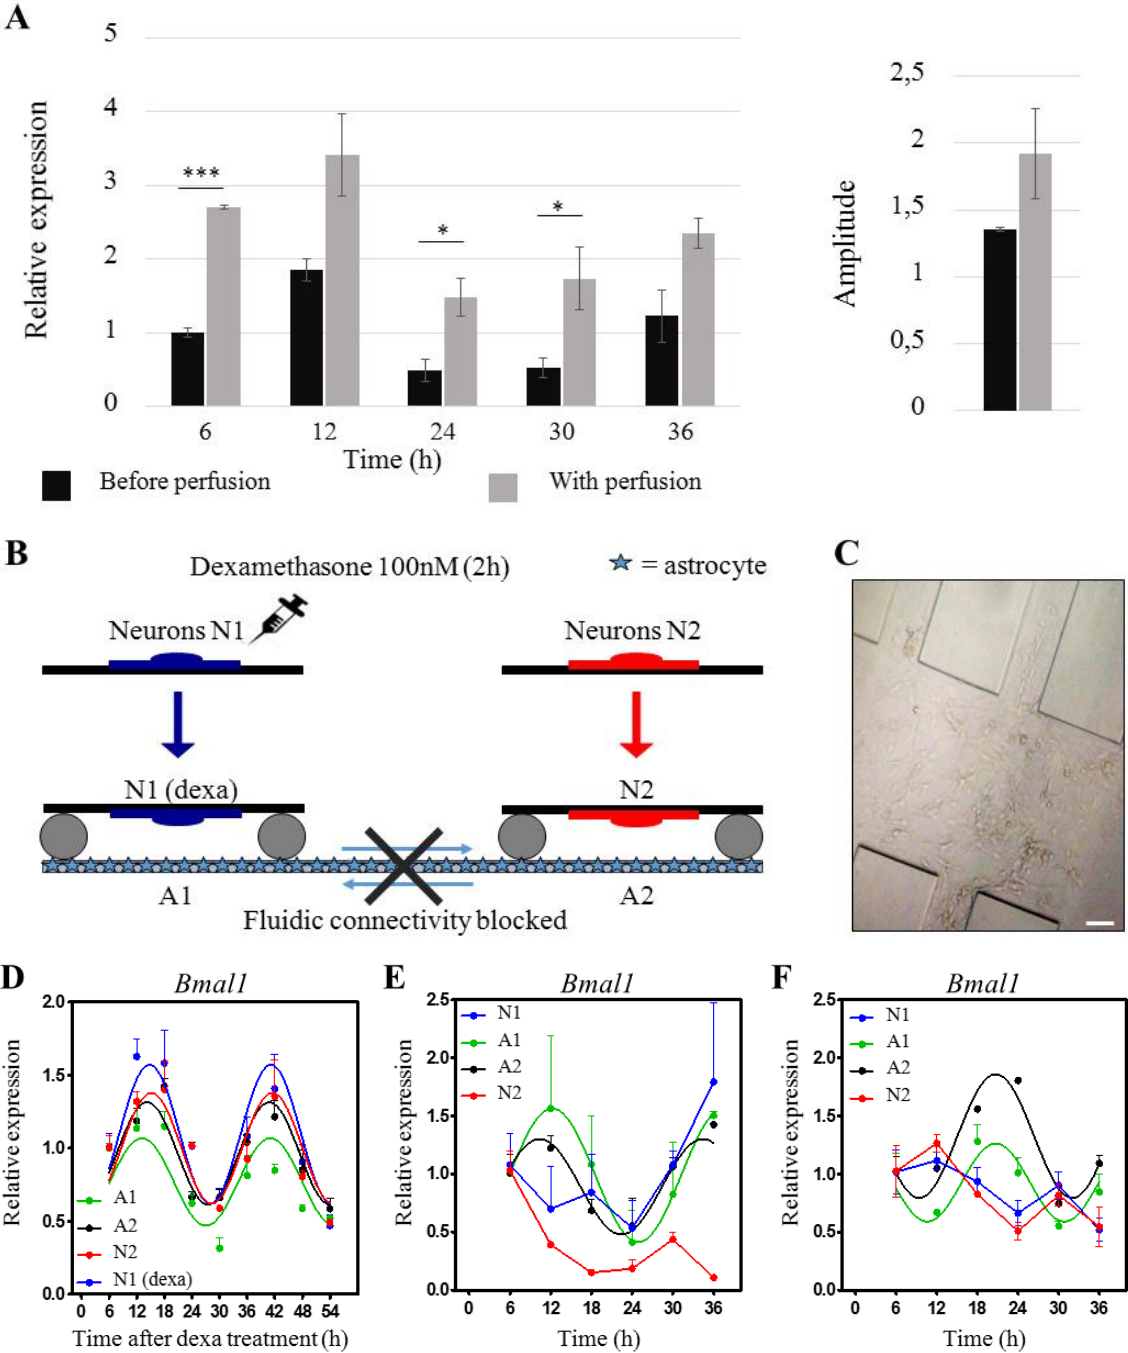 A
Relative expression
5
4
3
2
1
0
***
*
*
6 12 24 30 36
Time (h)
Before perfusion
With perfusion
Amplitude
2,5
2
1,5
1
0,5
0
B
Dexamethasone 100nM (2h)
= astrocyte
Neurons N1
Neurons N2
N1 (dexa)
N2
A1
A2
Fluidic connectivity blocked
C
D
Bmal1
Relative expression
2.0
1.5
1.0
0.5
0.0
A1
A2
N2
N1 (dexa)
0 6 12 18 24 30 36 42 48 54
Time after dexa treatment (h)
E
Bmal1
Relative expression
2.5
2.0
1.5
1.0
0.5
0.0
N1
A1
A2
N2
0 6 12 18 24 30 36
Time (h)
F
Bmal1
Relative expression
2.5
2.0
1.5
1.0
0.5
0.0
N1
A1
A2
N2
0 6 12 18 24 30 36
Time (h)